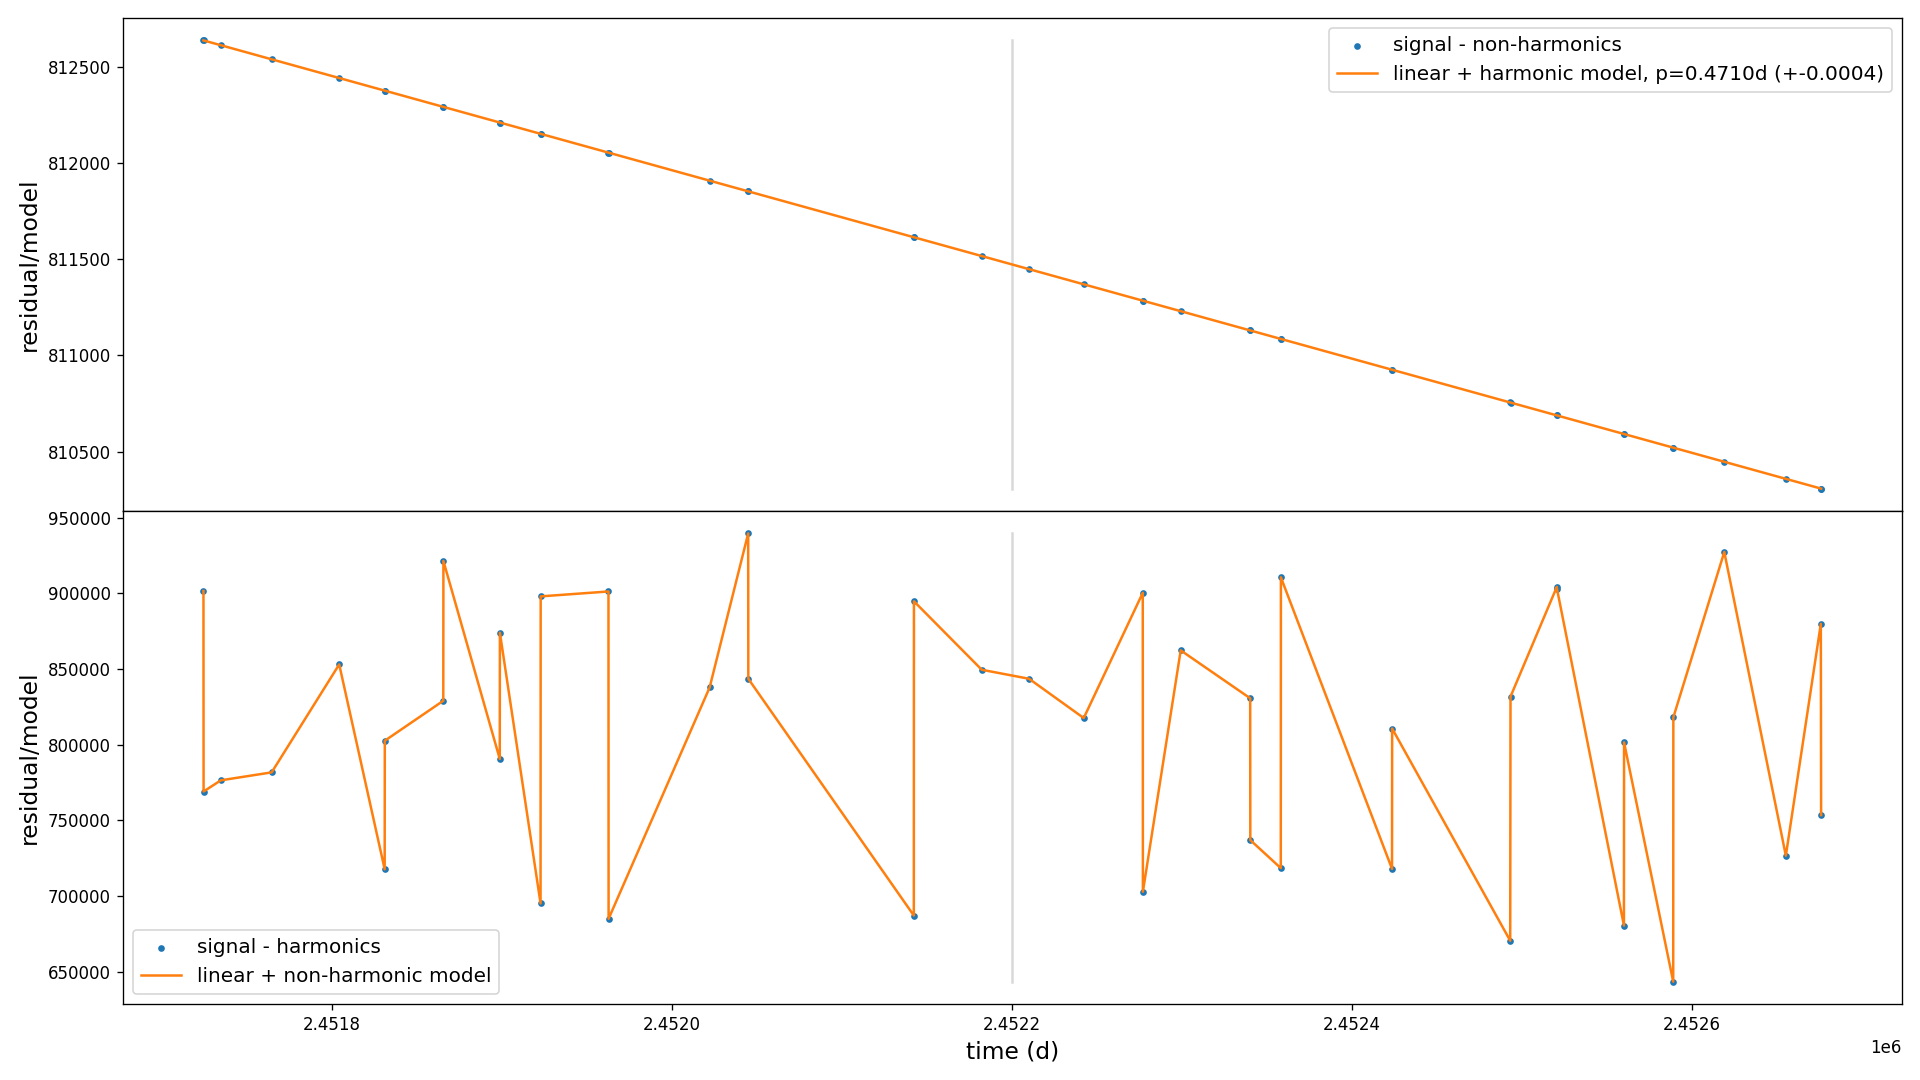 residual/model
812500
812000
811500
811000
810500
signal - non-harmonics
linear + harmonic model, p=0.4710d (+-0.0004)
residual/model
950000
900000
850000
800000
750000
700000
650000
signal - harmonics
linear + non-harmonic model
2.4518
2.4520
2.4522
2.4524
2.4526
time (d)
1e6